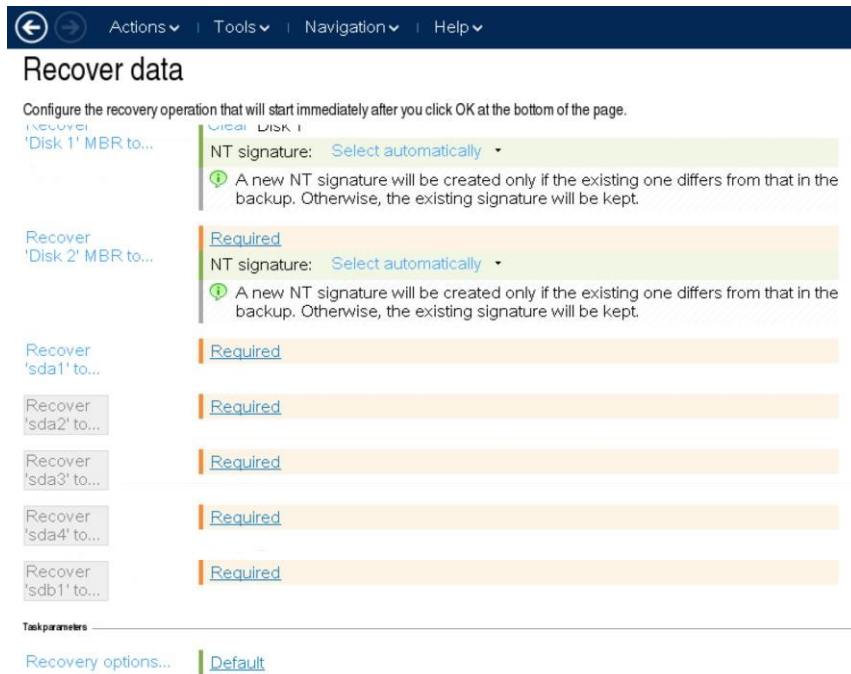 Actions Tools Navigation Help
Recover data
Configure the recovery operation that will start immediately after you click OK at the bottom of the page.
Recover Clear Disk 1
'Disk 1' MBR to...
NT signature: Select automatically
A new NT signature will be created only if the existing one differs from that in the
backup. Otherwise, the existing signature will be kept.
Recover Required
'Disk 2' MBR to...
NT signature: Select automatically
A new NT signature will be created only if the existing one differs from that in the
backup. Otherwise, the existing signature will be kept.
Recover Required
'sda1' to...
Recover Required
'sda2' to...
Recover Required
'sda3' to...
Recover Required
'sda4' to...
Recover Required
'sdb1' to...
Task parameters
Recovery options... Default